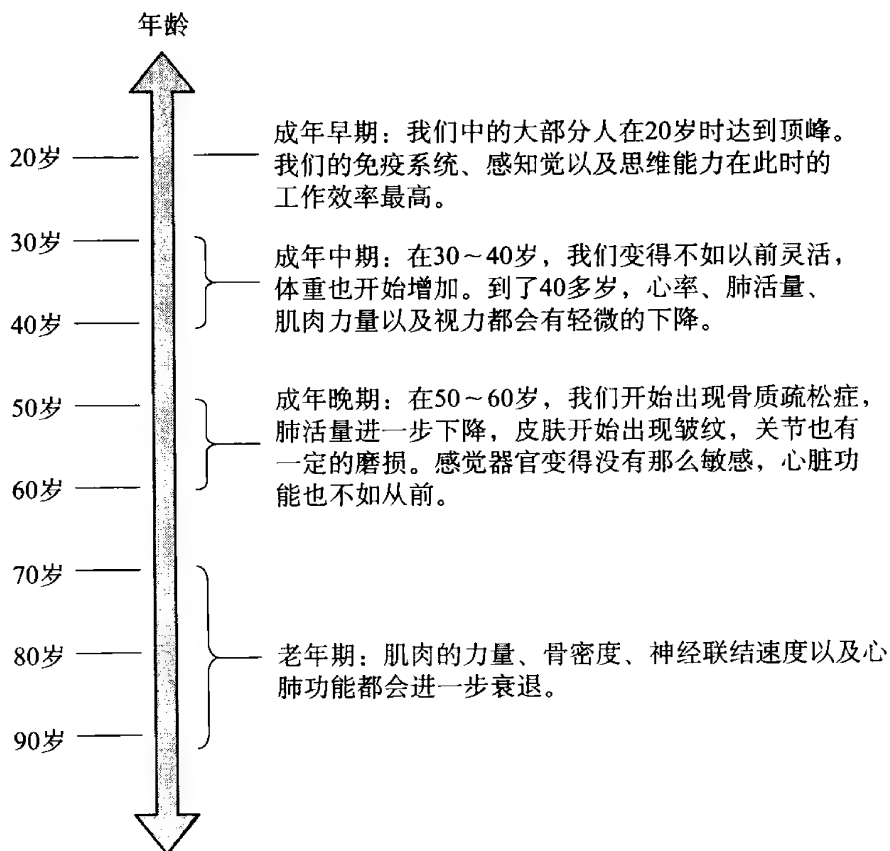 年龄
20岁
成年早期：我们中的大部分人在20岁时达到顶峰。
我们的免疫系统、感知觉以及思维能力在此时的
工作效率最高。
30岁
成年中期：在30～40岁，我们变得不如以前灵活，
体重也开始增加。到了40多岁，心率、肺活量、
肌肉力量以及视力都会有轻微的下降。
40岁
50岁
成年晚期：在50～60岁，我们开始出现骨质疏松症，
肺活量进一步下降，皮肤开始出现皱纹，关节也有
一定的磨损。感觉器官变得没有那么敏感，心脏功
能也不如从前。
60岁
70岁
80岁
老年期：肌肉的力量、骨密度、神经联结速度以及心
肺功能都会进一步衰退。
90岁